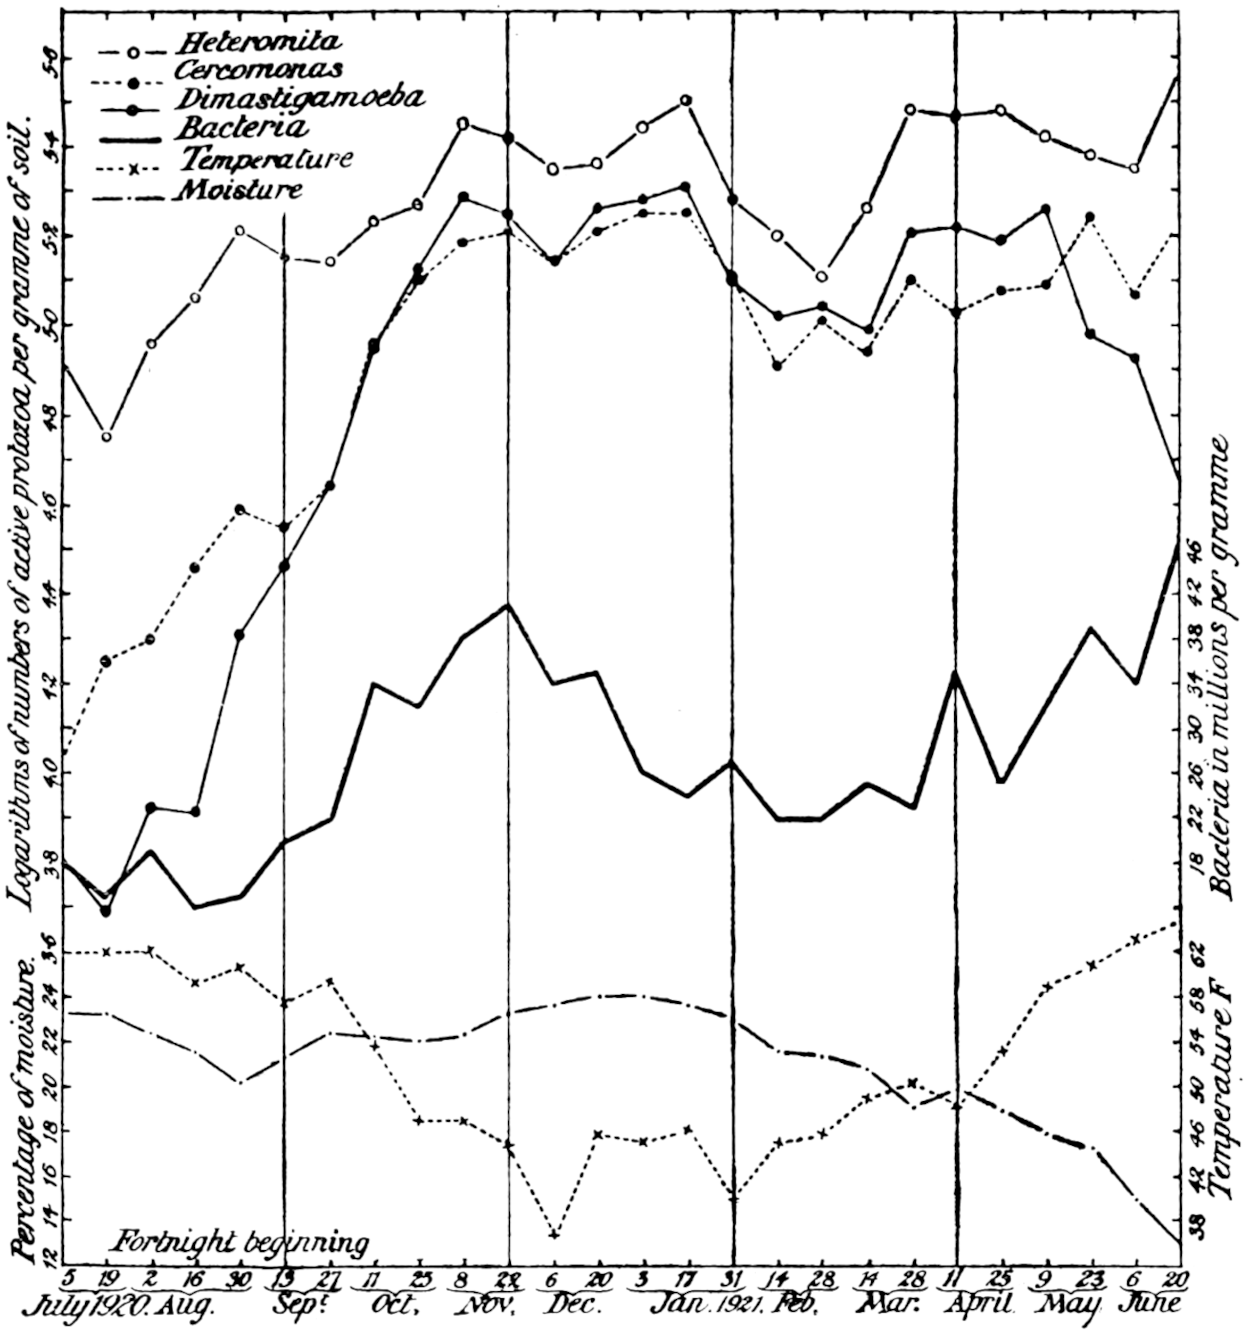 Heteromita
Cercomonas
Dimastigamoeba
Bacteria
Temperature
Moisture
Logarithms of numbers of active protozoa per gramme of soil.
5·6
5·4
5·2
5·0
4·8
4·6
4·4
4·2
4·0
3·8
3·6
Percentage of moisture.
24
22
20
18
16
14
12
Bacteria in millions per gramme
46
42
38
34
30
26
22
18
Temperature F
62
58
54
50
46
42
38
Fortnight beginning
5 19 2 16 30 13 27 11 25 8 22 6 20 3 17 31 14 28 14 28 11 25 9 23 6 20
July 1920. Aug. Sept. Oct, Nov, Dec. Jan. 1921. Feb, Mar. April. May June